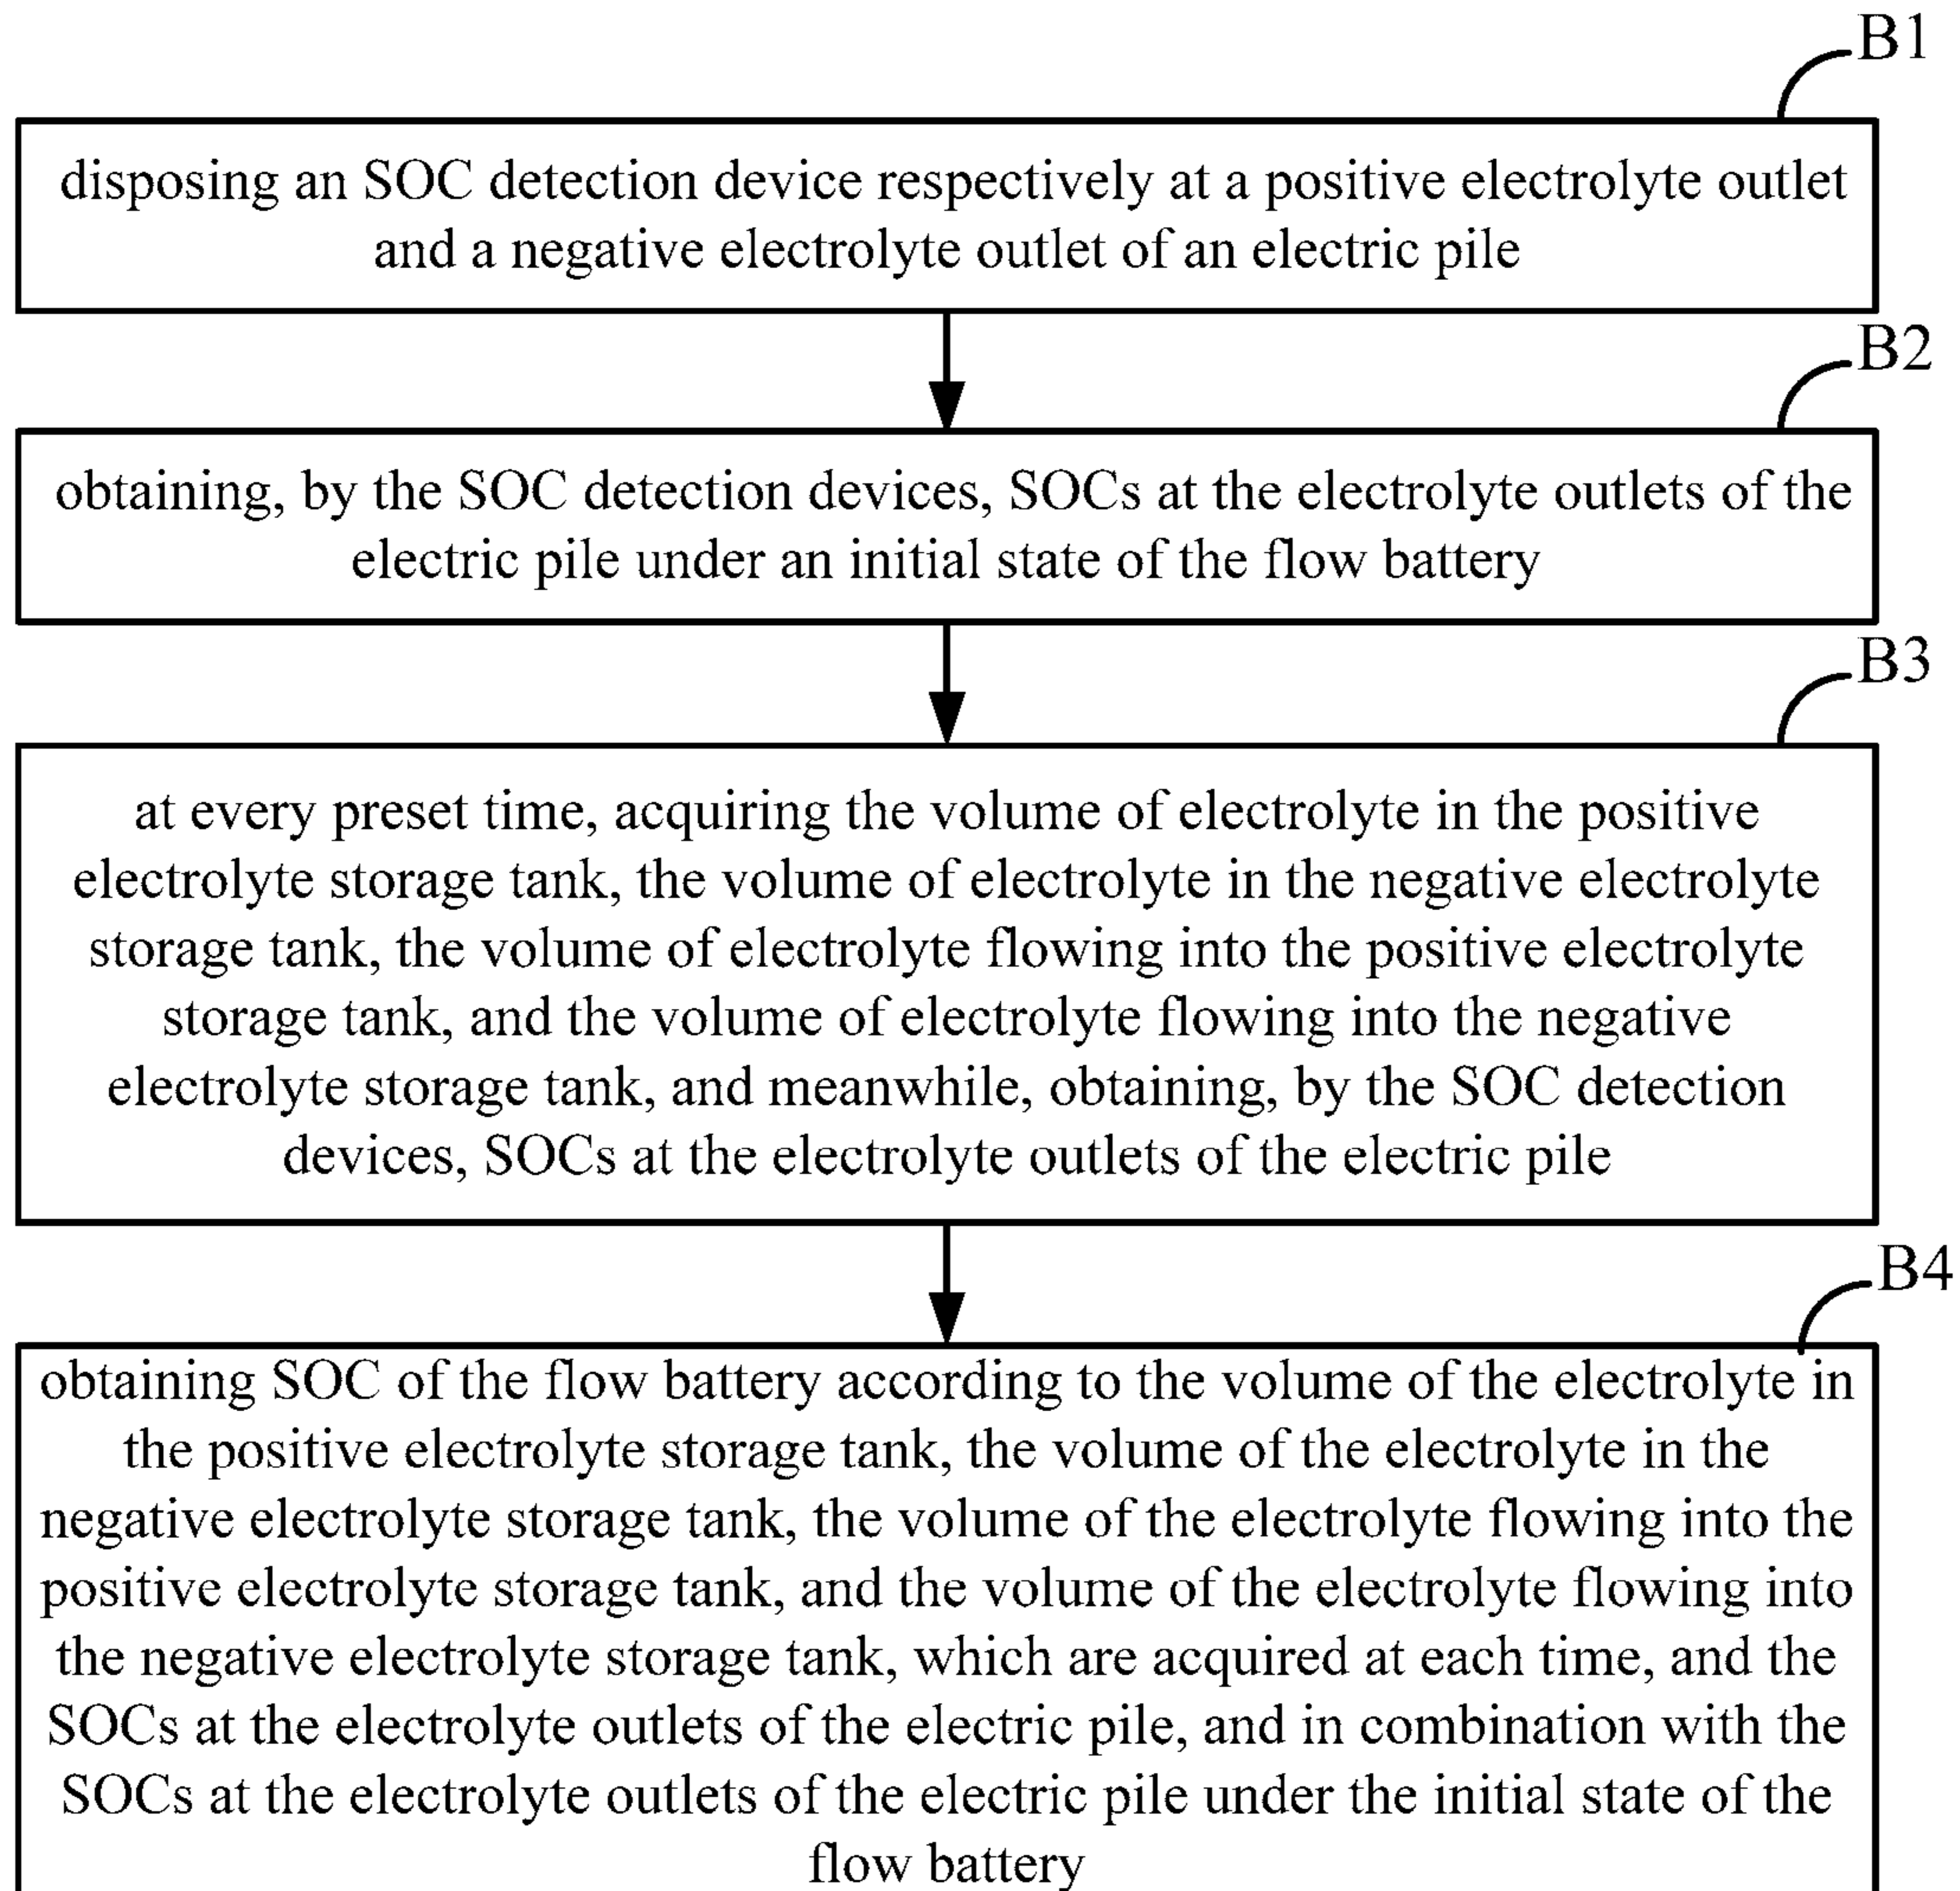 B1
disposing an SOC detection device respectively at a positive electrolyte outlet
and a negative electrolyte outlet of an electric pile
B2
obtaining, by the SOC detection devices, SOCs at the electrolyte outlets of the
electric pile under an initial state of the flow battery
B3
at every preset time, acquiring the volume of electrolyte in the positive
electrolyte storage tank, the volume of electrolyte in the negative electrolyte
storage tank, the volume of electrolyte flowing into the positive electrolyte
storage tank, and the volume of electrolyte flowing into the negative
electrolyte storage tank, and meanwhile, obtaining, by the SOC detection
devices, SOCs at the electrolyte outlets of the electric pile
B4
obtaining SOC of the flow battery according to the volume of the electrolyte in
the positive electrolyte storage tank, the volume of the electrolyte in the
negative electrolyte storage tank, the volume of the electrolyte flowing into the
positive electrolyte storage tank, and the volume of the electrolyte flowing into
the negative electrolyte storage tank, which are acquired at each time, and the
SOCs at the electrolyte outlets of the electric pile, and in combination with the
SOCs at the electrolyte outlets of the electric pile under the initial state of the
flow battery